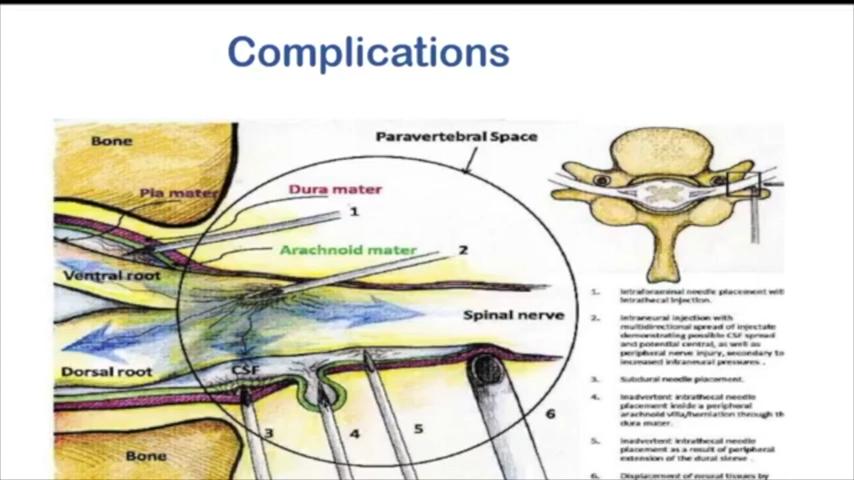 Complications
Bone
Paravertebral Space
Pia mater
Dura mater
1
Arachnoid mater
2
Ventral root
Spinal nerve
Dorsal root
CSF
3
4
5
6
Bone
1. Intraforaminal needle placement wit
intrathecal injection.
2. Intraneural injection with
multidirectional spread of injectate
demonstrating possible CSF spread
and potential central, as well as
peripheral nerve injury, secondary to
increased intraneural pressures .
3. Subdural needle placement.
4. Inadvertent intrathecal needle
placement inside a peripheral
arachnoid villa/herniation through th
dura mater.
5. Inadvertent intrathecal needle
placement as a result of peripheral
extension of the dural sleeve .
6. Displacement of neural tissues by